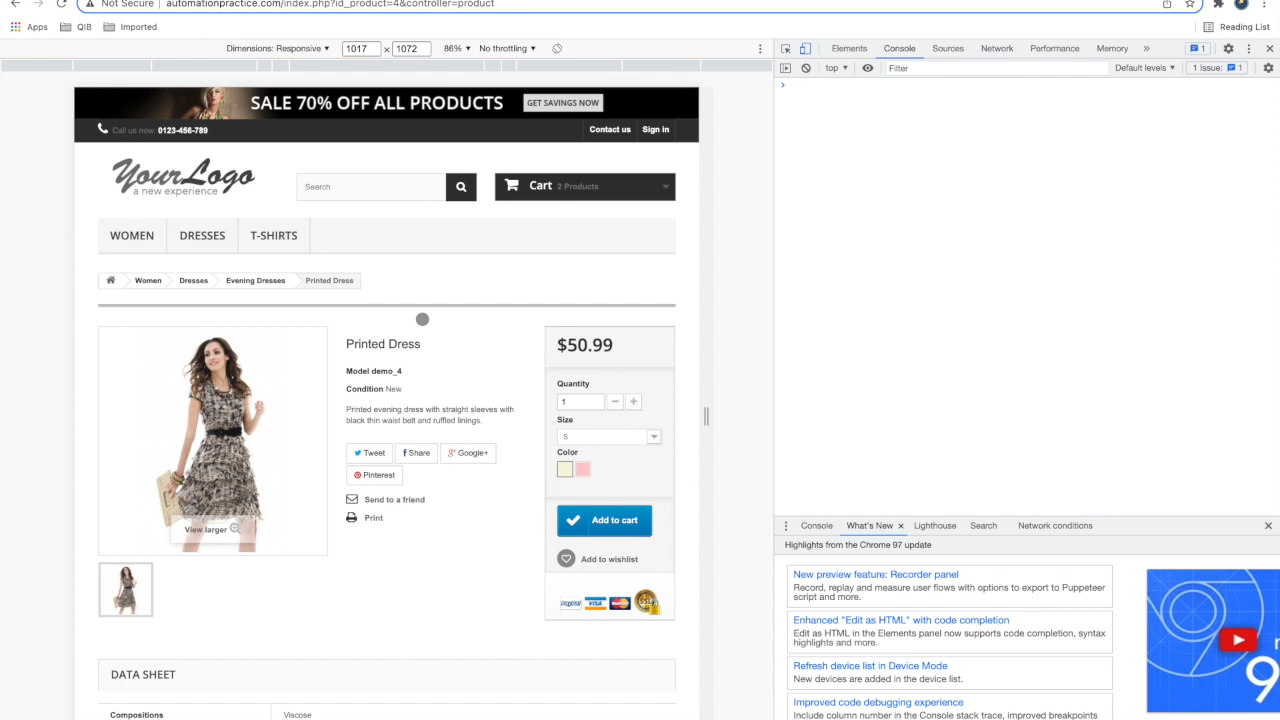 Not Secure automationpractice.com/index.php?id_product=4&controller=product
Apps QIB Imported Reading List
Dimensions: Responsive 1017 × 1072 86% No throttling
Elements Console Sources Network Performance Memory » 1
top Filter Default levels 1 Issue: 1
SALE 70% OFF ALL PRODUCTS GET SAVINGS NOW
Call us now: 0123-456-789 Contact us Sign in
YourLogo
a new experience
Search
Cart 2 Products
WOMEN DRESSES T-SHIRTS
Women Dresses Evening Dresses Printed Dress
Printed Dress
Model demo_4
Condition New
Printed evening dress with straight sleeves with
black thin waist belt and ruffled linings.
Tweet Share Google+
Pinterest
Send to a friend
Print
View larger
$50.99
Quantity
1
Size
S
Color
Add to cart
Add to wishlist
PayPal VISA MasterCard
DATA SHEET
Compositions Viscose
Console What's New × Lighthouse Search Network conditions
Highlights from the Chrome 97 update
New preview feature: Recorder panel
Record, replay and measure user flows with options to export to Puppeteer
script and more.
Enhanced "Edit as HTML" with code completion
Edit as HTML in the Elements panel now supports code completion, syntax
highlights and more.
Refresh device list in Device Mode
New devices are added in the device list.
Improved code debugging experience
Include column number in the Console stack trace, improved breakpoints
9